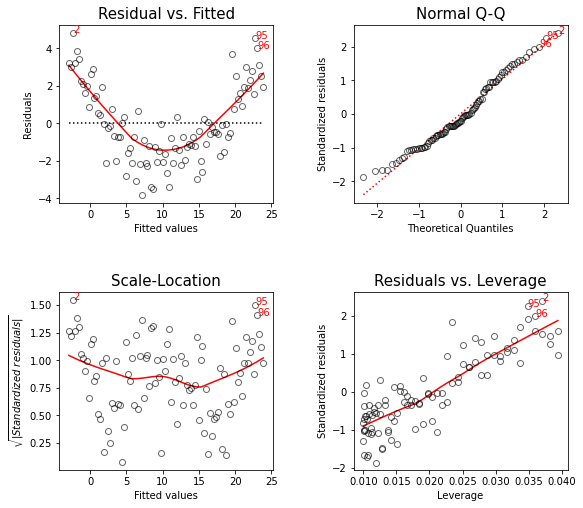 Residual vs. Fitted
2
95
96
4
2
0
−2
−4
Residuals
0 5 10 15 20 25
Fitted values
Normal Q-Q
2
95
96
2
1
0
−1
−2
Standardized residuals
−2 −1 0 1 2
Theoretical Quantiles
Scale-Location
2
95
96
1.50
1.25
1.00
0.75
0.50
0.25
√|Standardized residuals|
0 5 10 15 20 25
Fitted values
Residuals vs. Leverage
2
95
96
2
1
0
−1
−2
Standardized residuals
0.010 0.015 0.020 0.025 0.030 0.035 0.040
Leverage